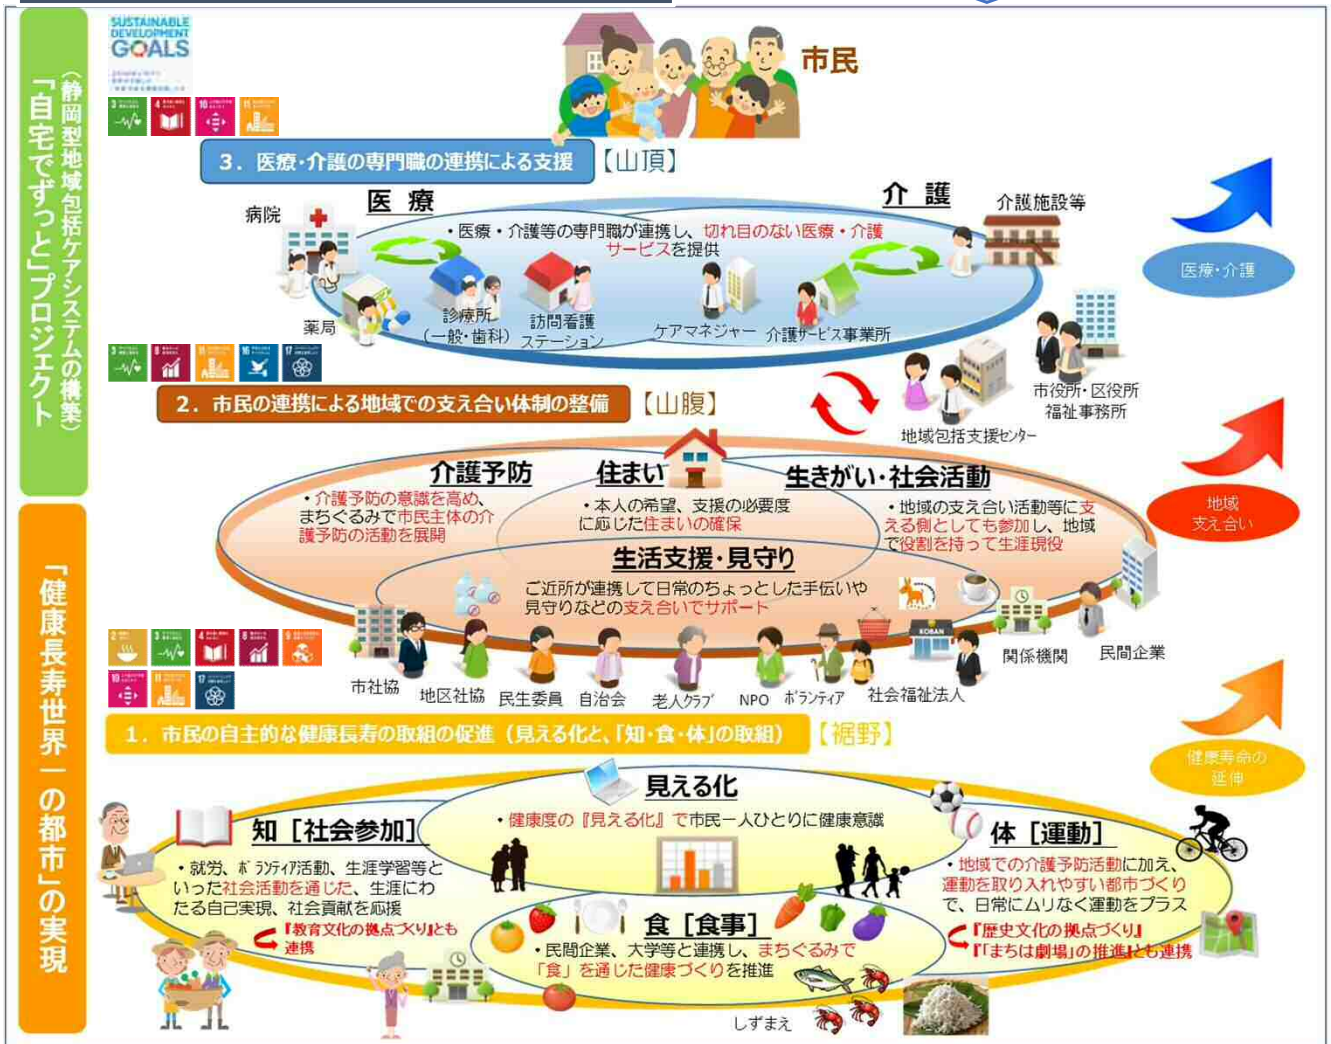 SUSTAINABLE
DEVELOPMENT
GOALS
市民
「自宅でずっと」プロジェクト
（静岡型地域包括ケアシステムの構築）
3．医療・介護の専門職の連携による支援
【山頂】
医 療
介 護
病院
介護施設等
・医療・介護等の専門職が連携し、切れ目のない医療・介護
サービスを提供
医療・介護
薬局
診療所
（一般・歯科）
訪問看護
ステーション
ケアマネジャー
介護サービス事業所
市役所・区役所
福祉事務所
地域包括支援センター
2．市民の連携による地域での支え合い体制の整備
【山腹】
介護予防
・介護予防の意識を高め、
まちぐるみで市民主体の介
護予防の活動を展開
住まい
・本人の希望、支援の必要度
に応じた住まいの確保
生きがい・社会活動
・地域の支え合い活動等に支
える側としても参加し、地域
で役割を持って生涯現役
地域
支え合い
生活支援・見守り
ご近所が連携して日常のちょっとした手伝いや
見守りなどの支え合いでサポート
KOBAN
市社協
地区社協
民生委員
自治会
老人クラブ
NPO
ボランティア
社会福祉法人
関係機関
民間企業
「健康長寿世界一の都市」の実現
1．市民の自主的な健康長寿の取組の促進（見える化と、「知・食・体」の取組）
【裾野】
健康寿命の
延伸
見える化
・健康度の『見える化』で市民一人ひとりに健康意識
知［社会参加］
・就労、ボランティア活動、生涯学習等と
いった社会活動を通じた、生涯にわ
たる自己実現、社会貢献を応援
『教育文化の拠点づくり』とも
連携
体［運動］
・地域での介護予防活動に加え、
運動を取り入れやすい都市づくり
で、日常にムリなく運動をプラス
『歴史文化の拠点づくり』
『「まちは劇場」の推進』とも連携
食［食事］
・民間企業、大学等と連携し、まちぐるみで
「食」を通じた健康づくりを推進
しずまえ